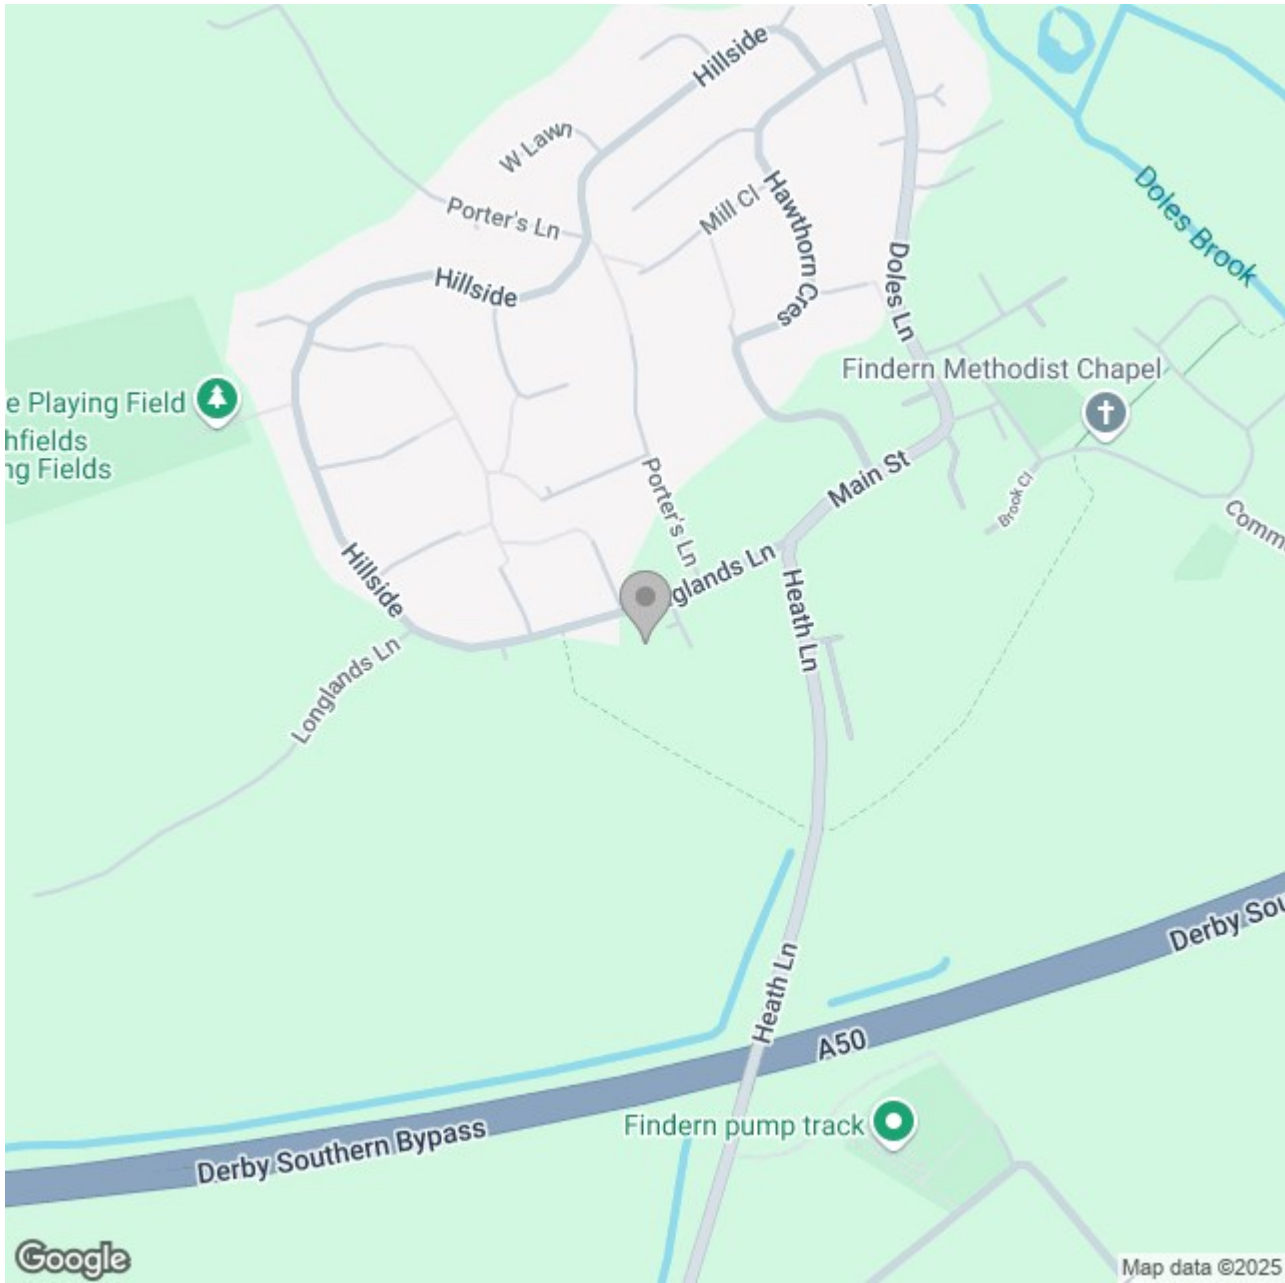 Hillside
W Lawn
Porter's Ln
Mill Cl
Hawthorn Cres
Doles Brook
Hillside
Doles Ln
Findern Methodist Chapel
e Playing Field
hfields
ng Fields
Main St
Porter's Ln
Brook Cl
Comm
Hillside
glands Ln
Heath Ln
Longlands Ln
Derby Sou
Heath Ln
A50
Findern pump track
Derby Southern Bypass
Google
Map data ©2025